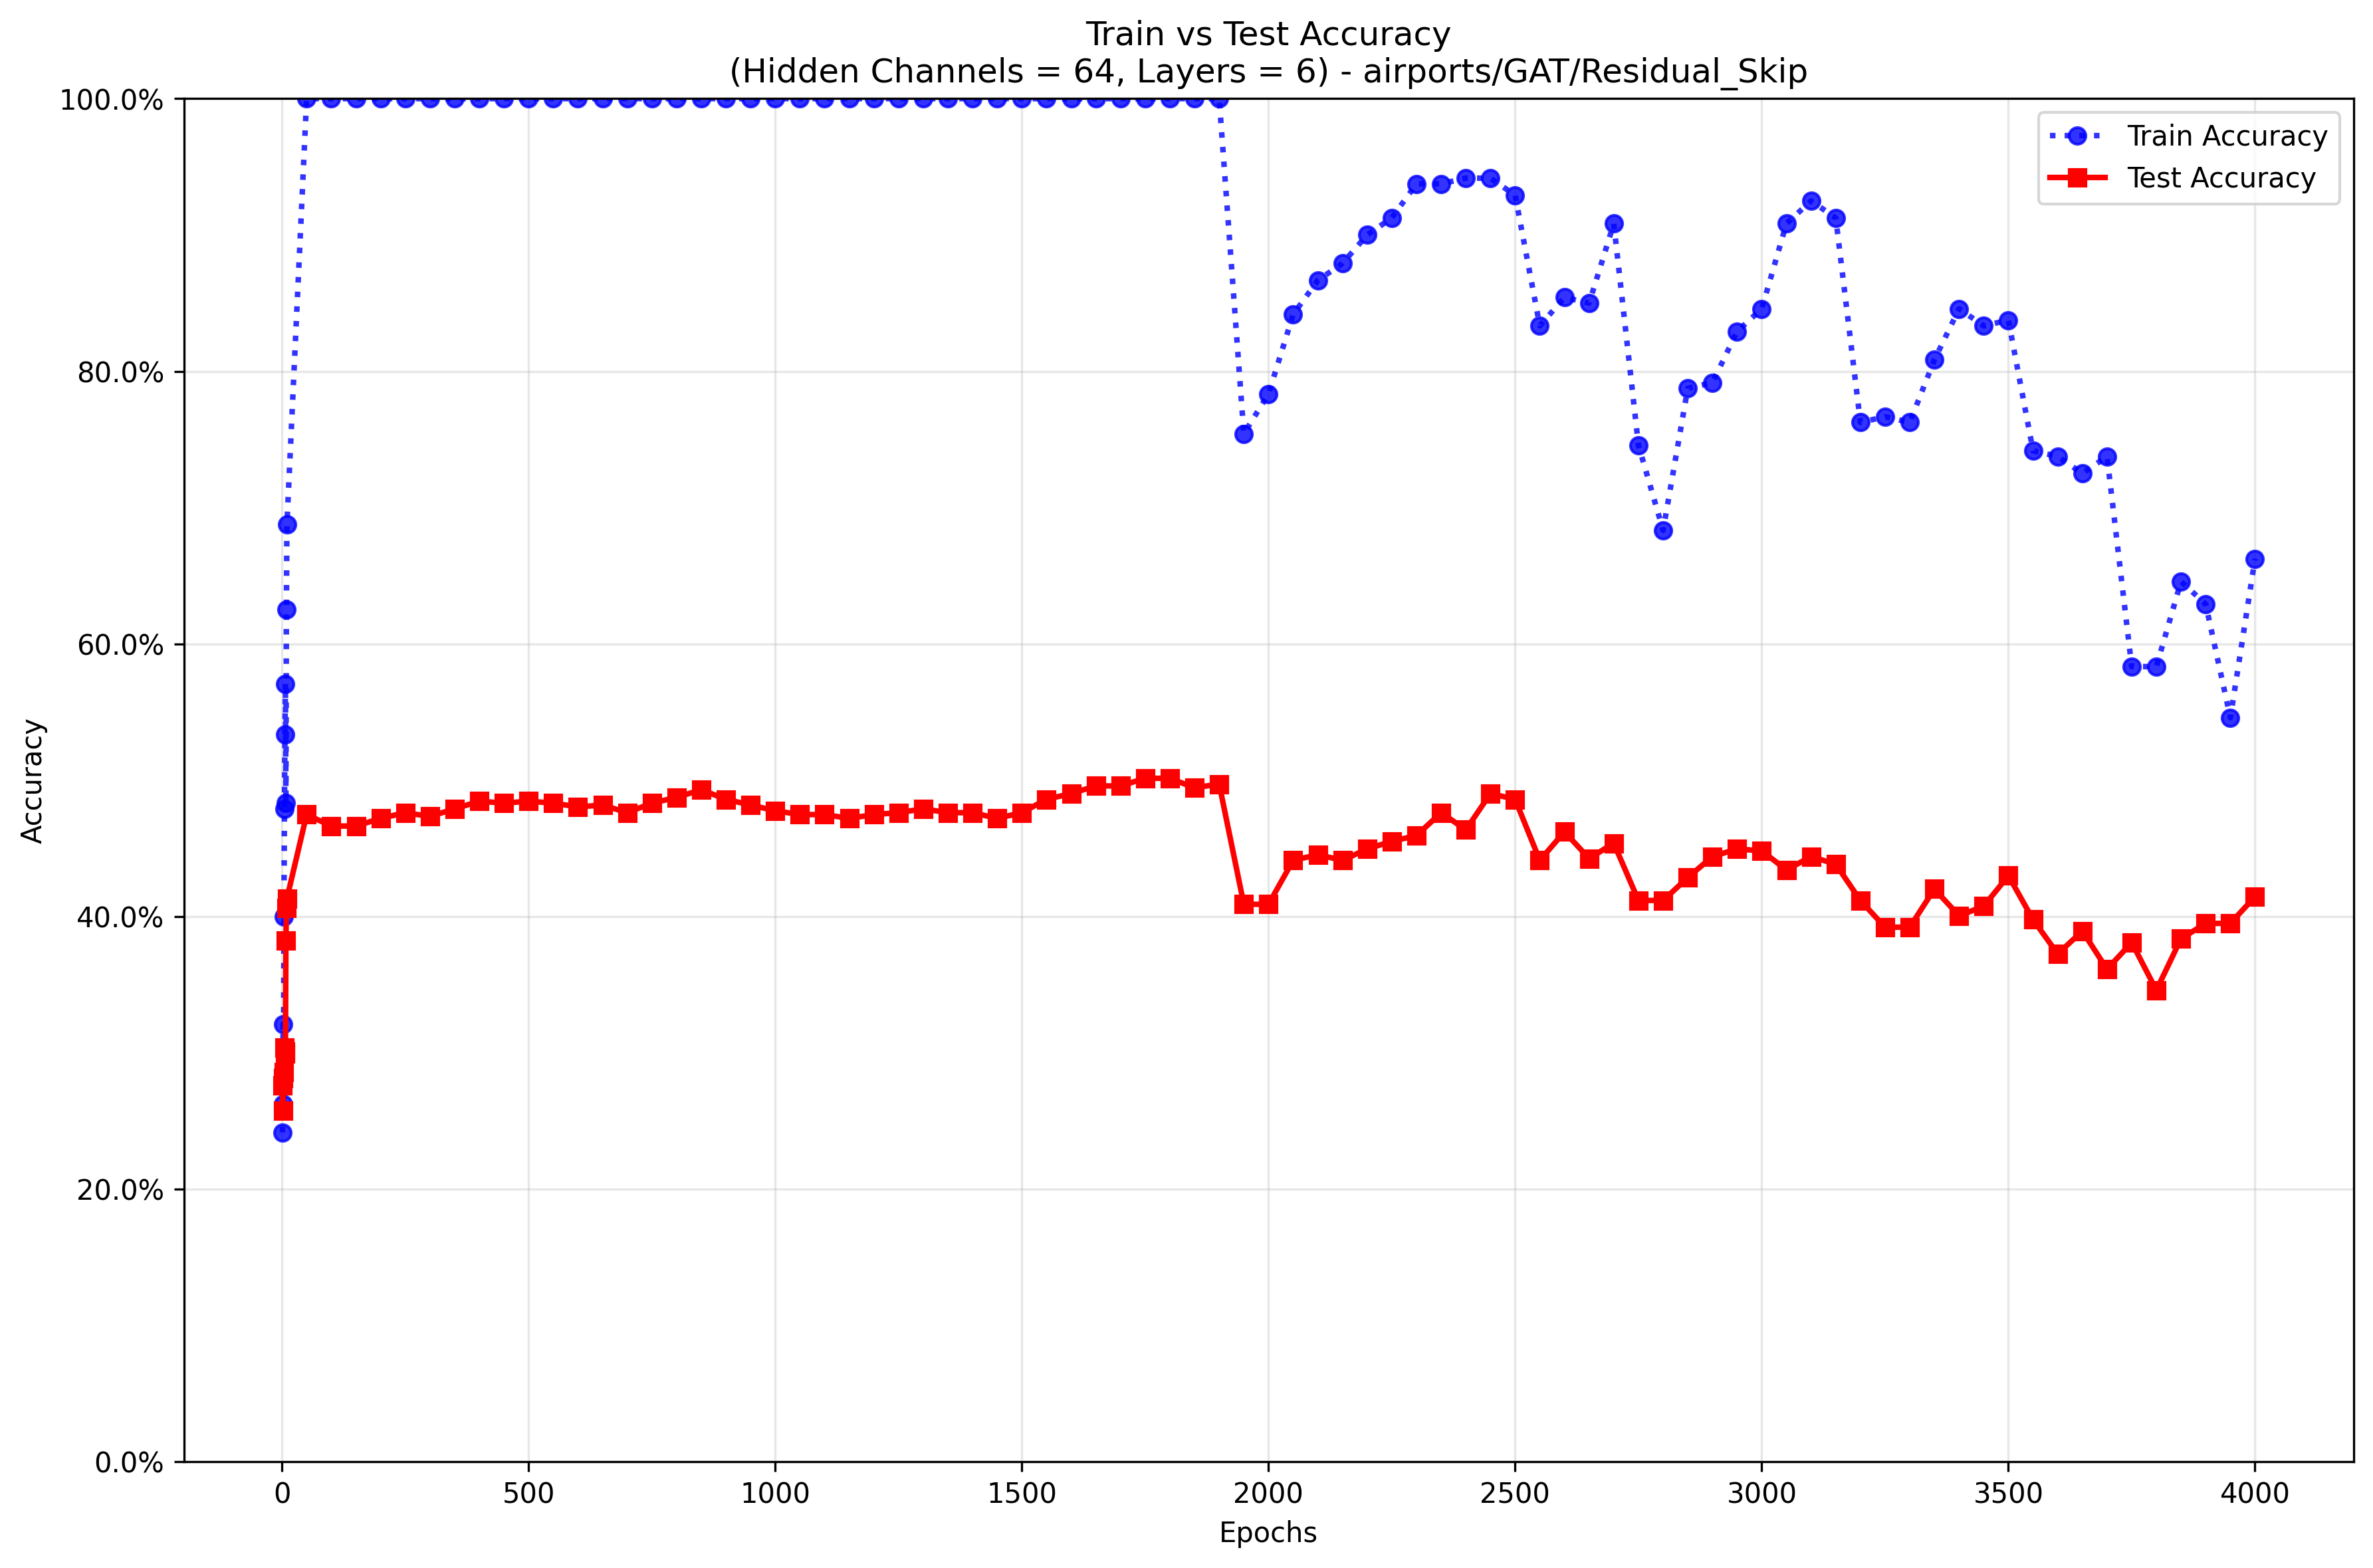 Train vs Test Accuracy
(Hidden Channels = 64, Layers = 6) - airports/GAT/Residual_Skip
100.0%
80.0%
60.0%
40.0%
20.0%
0.0%
Accuracy
Train Accuracy
Test Accuracy
0
500
1000
1500
2000
2500
3000
3500
4000
Epochs